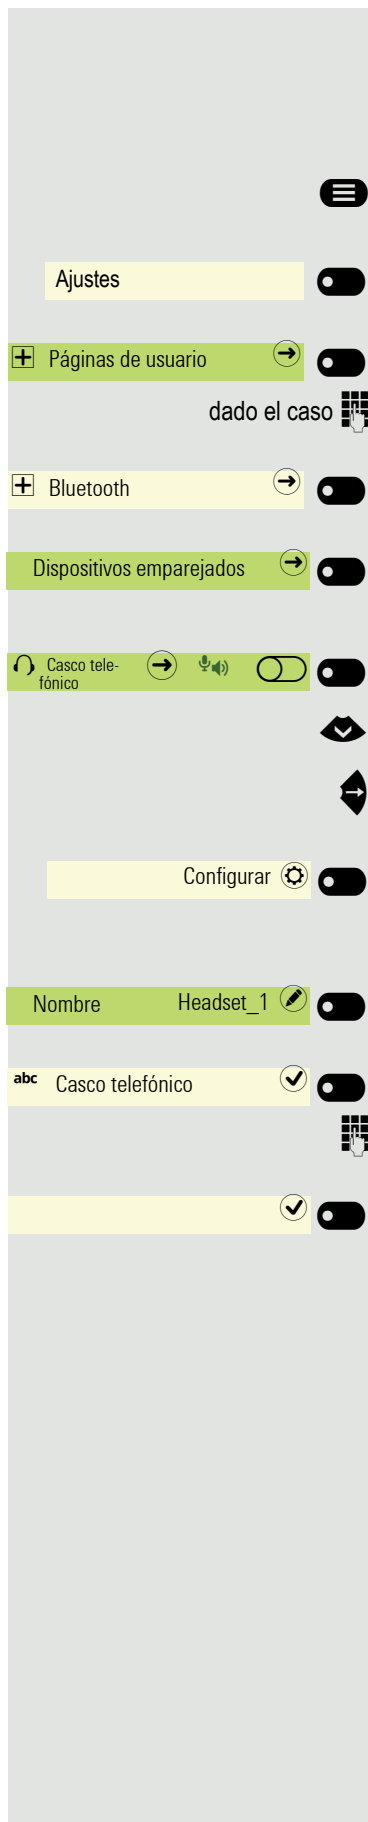 Ajustes
Páginas de usuario
dado el caso
Bluetooth
Dispositivos emparejados
Casco tele-
fónico
Configurar
Nombre Headset_1
abc Casco telefónico